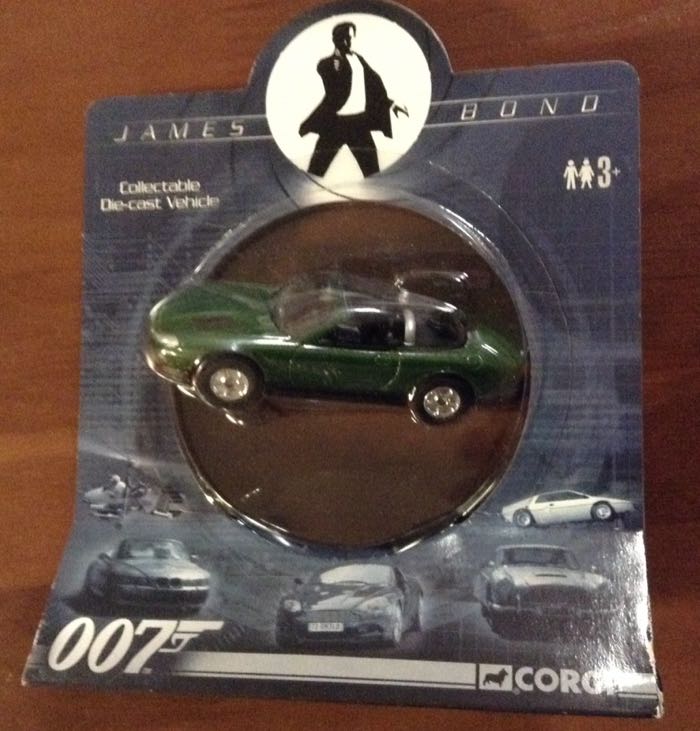 JAMES BOND
3+
Collectable
Die-cast Vehicle
007
CORGI